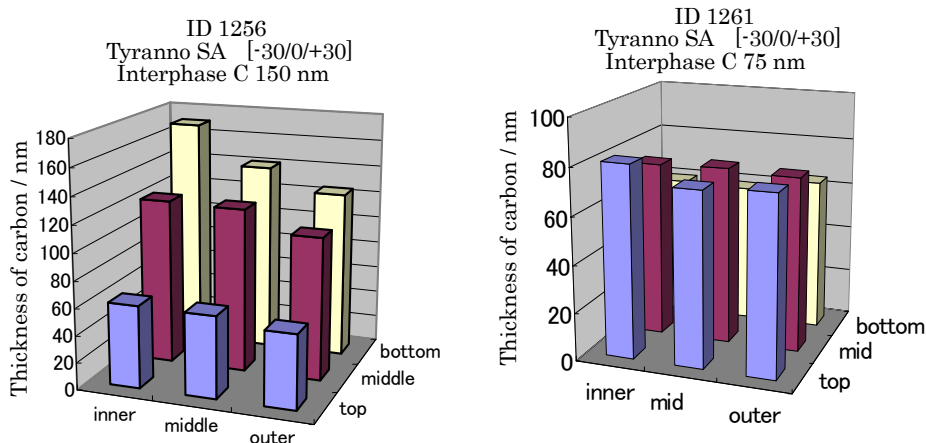 ID 1256
Tyranno SA [-30/0/+30]
Interphase C 150 nm
Thickness of carbon / nm
180
160
140
120
100
80
60
40
20
0
inner
middle
outer
top
middle
bottom
ID 1261
Tyranno SA [-30/0/+30]
Interphase C 75 nm
Thickness of carbon / nm
100
80
60
40
20
0
inner
mid
outer
top
mid
bottom